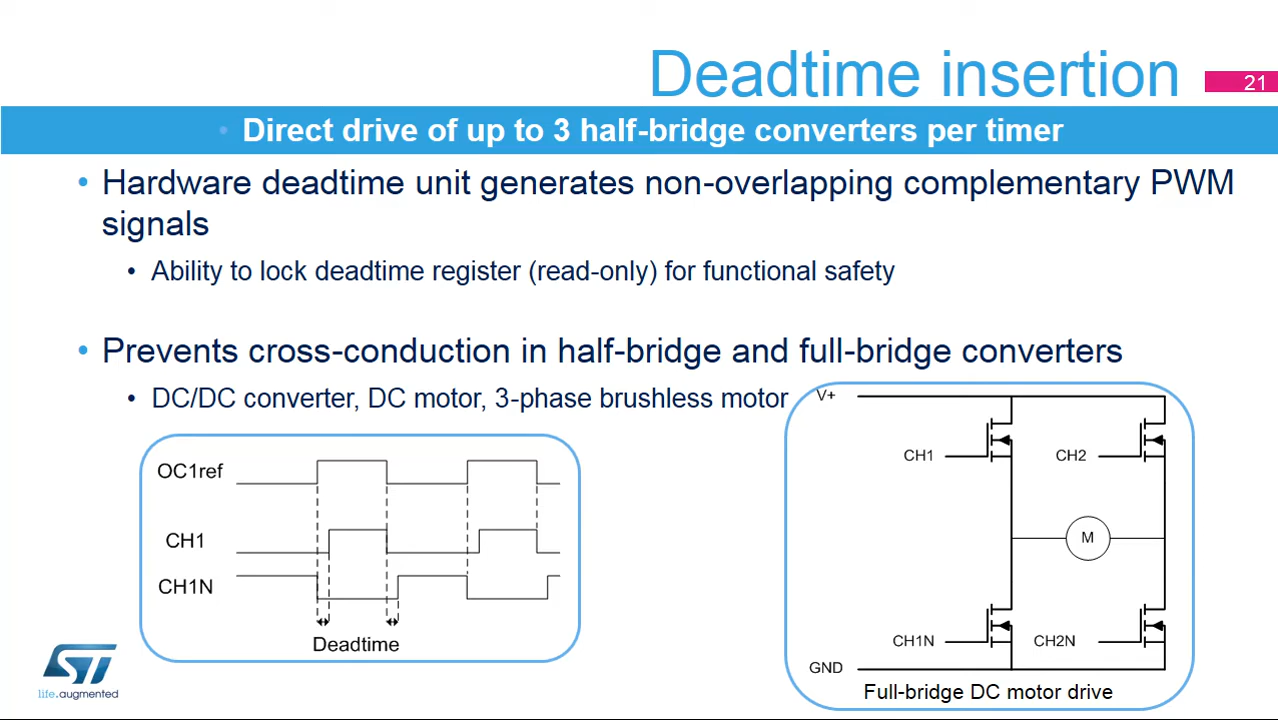 Deadtime insertion
21
• Direct drive of up to 3 half-bridge converters per timer
• Hardware deadtime unit generates non-overlapping complementary PWM
signals
• Ability to lock deadtime register (read-only) for functional safety
• Prevents cross-conduction in half-bridge and full-bridge converters
• DC/DC converter, DC motor, 3-phase brushless motor
OC1ref
CH1
CH1N
Deadtime
V+
CH1
CH2
M
CH1N
CH2N
GND
Full-bridge DC motor drive
ST
life.augmented